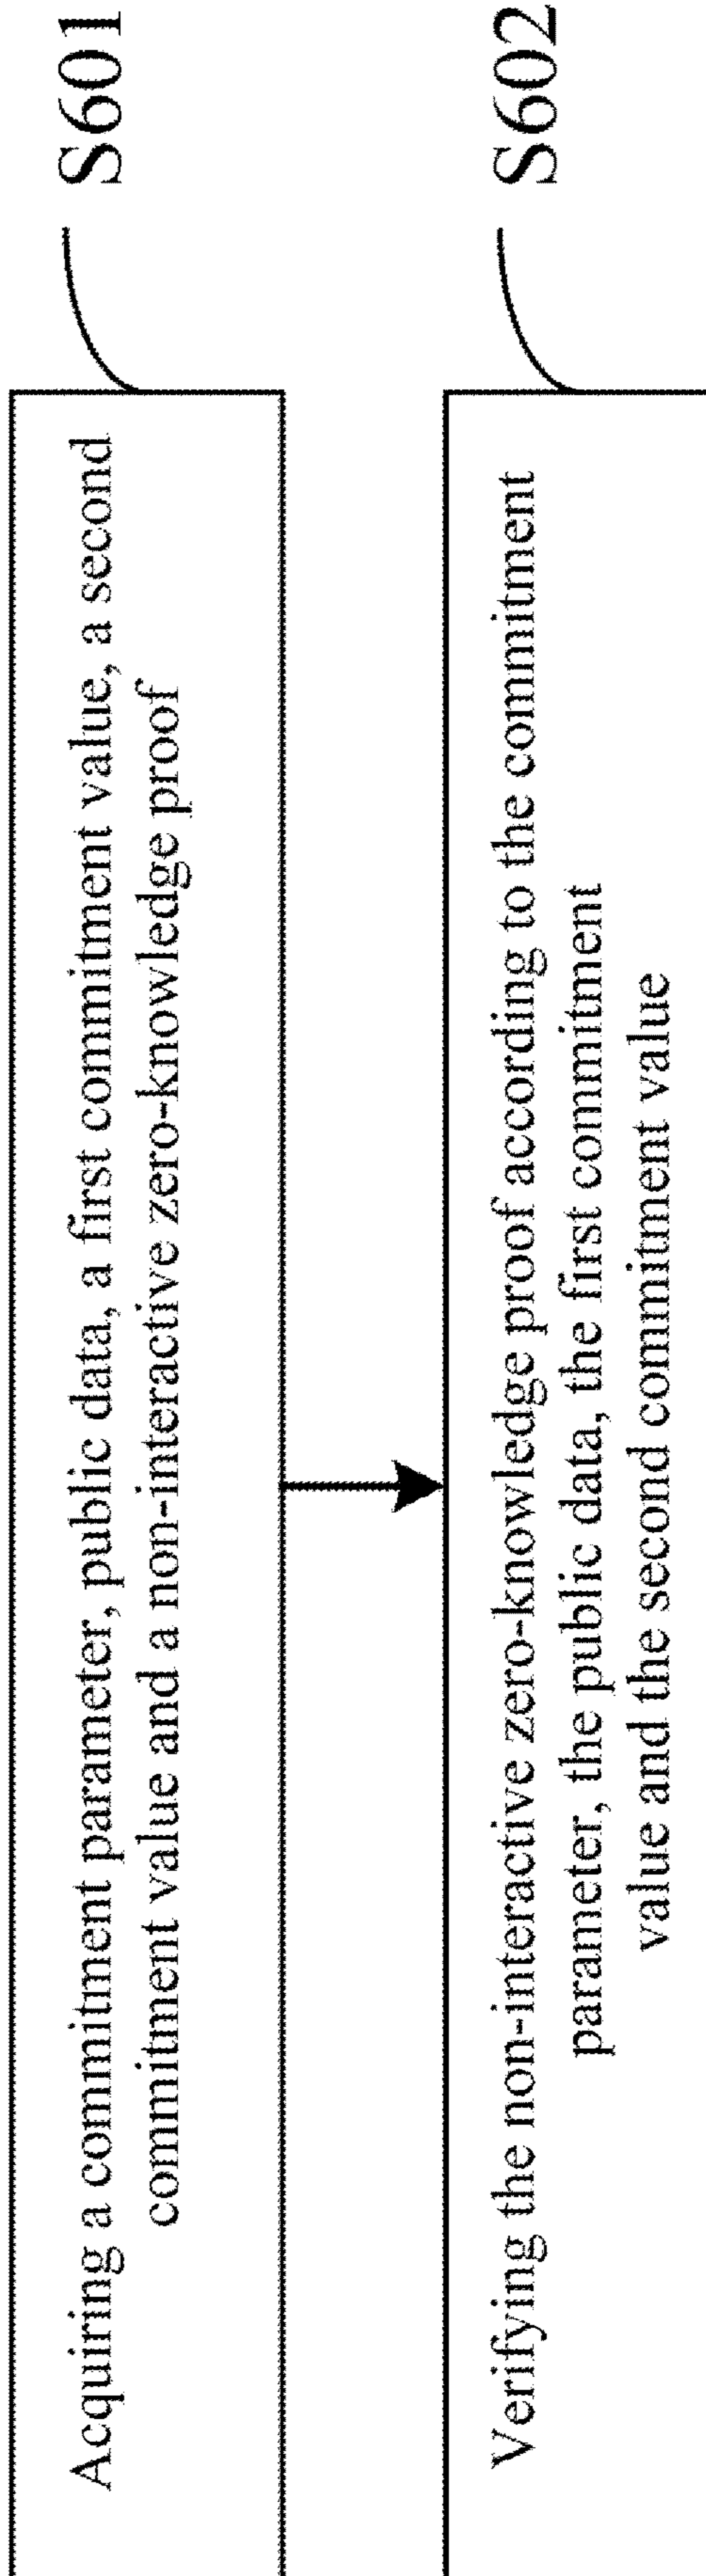 Acquiring a commitment parameter, public data, a first commitment value, a second
commitment value and a non-interactive zero-knowledge proof
S601
Verifying the non-interactive zero-knowledge proof according to the commitment
parameter, the public data, the first commitment
value and the second commitment value
S602